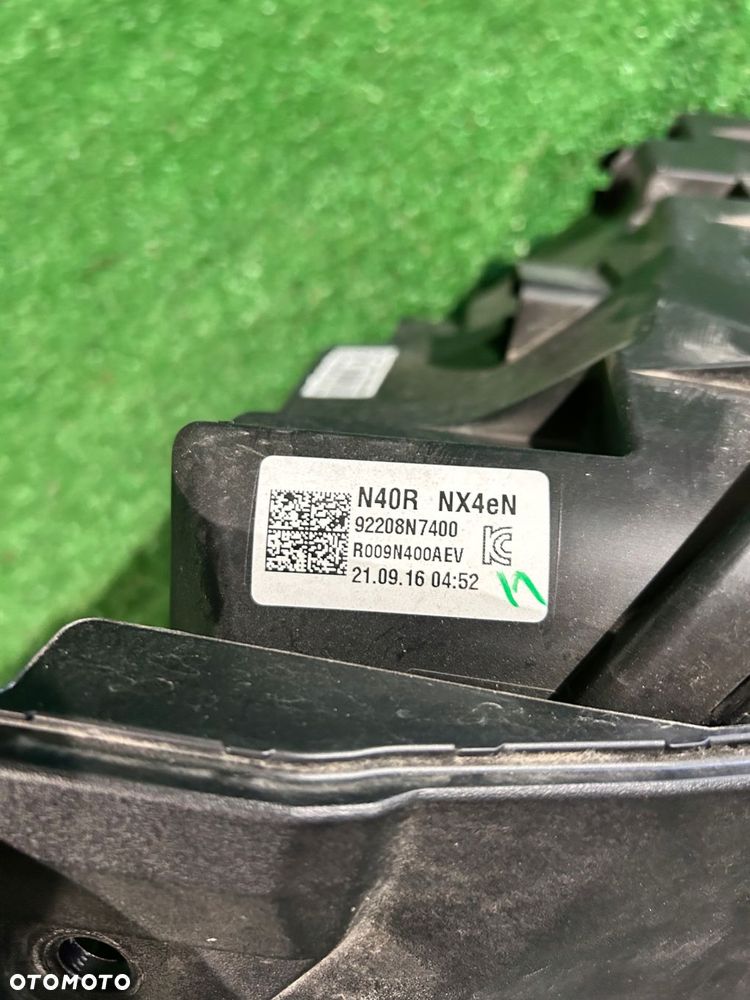 N40R NX4eN
92208N7400
R009N400AEV
21.09.16 04:52
OTOMOTO